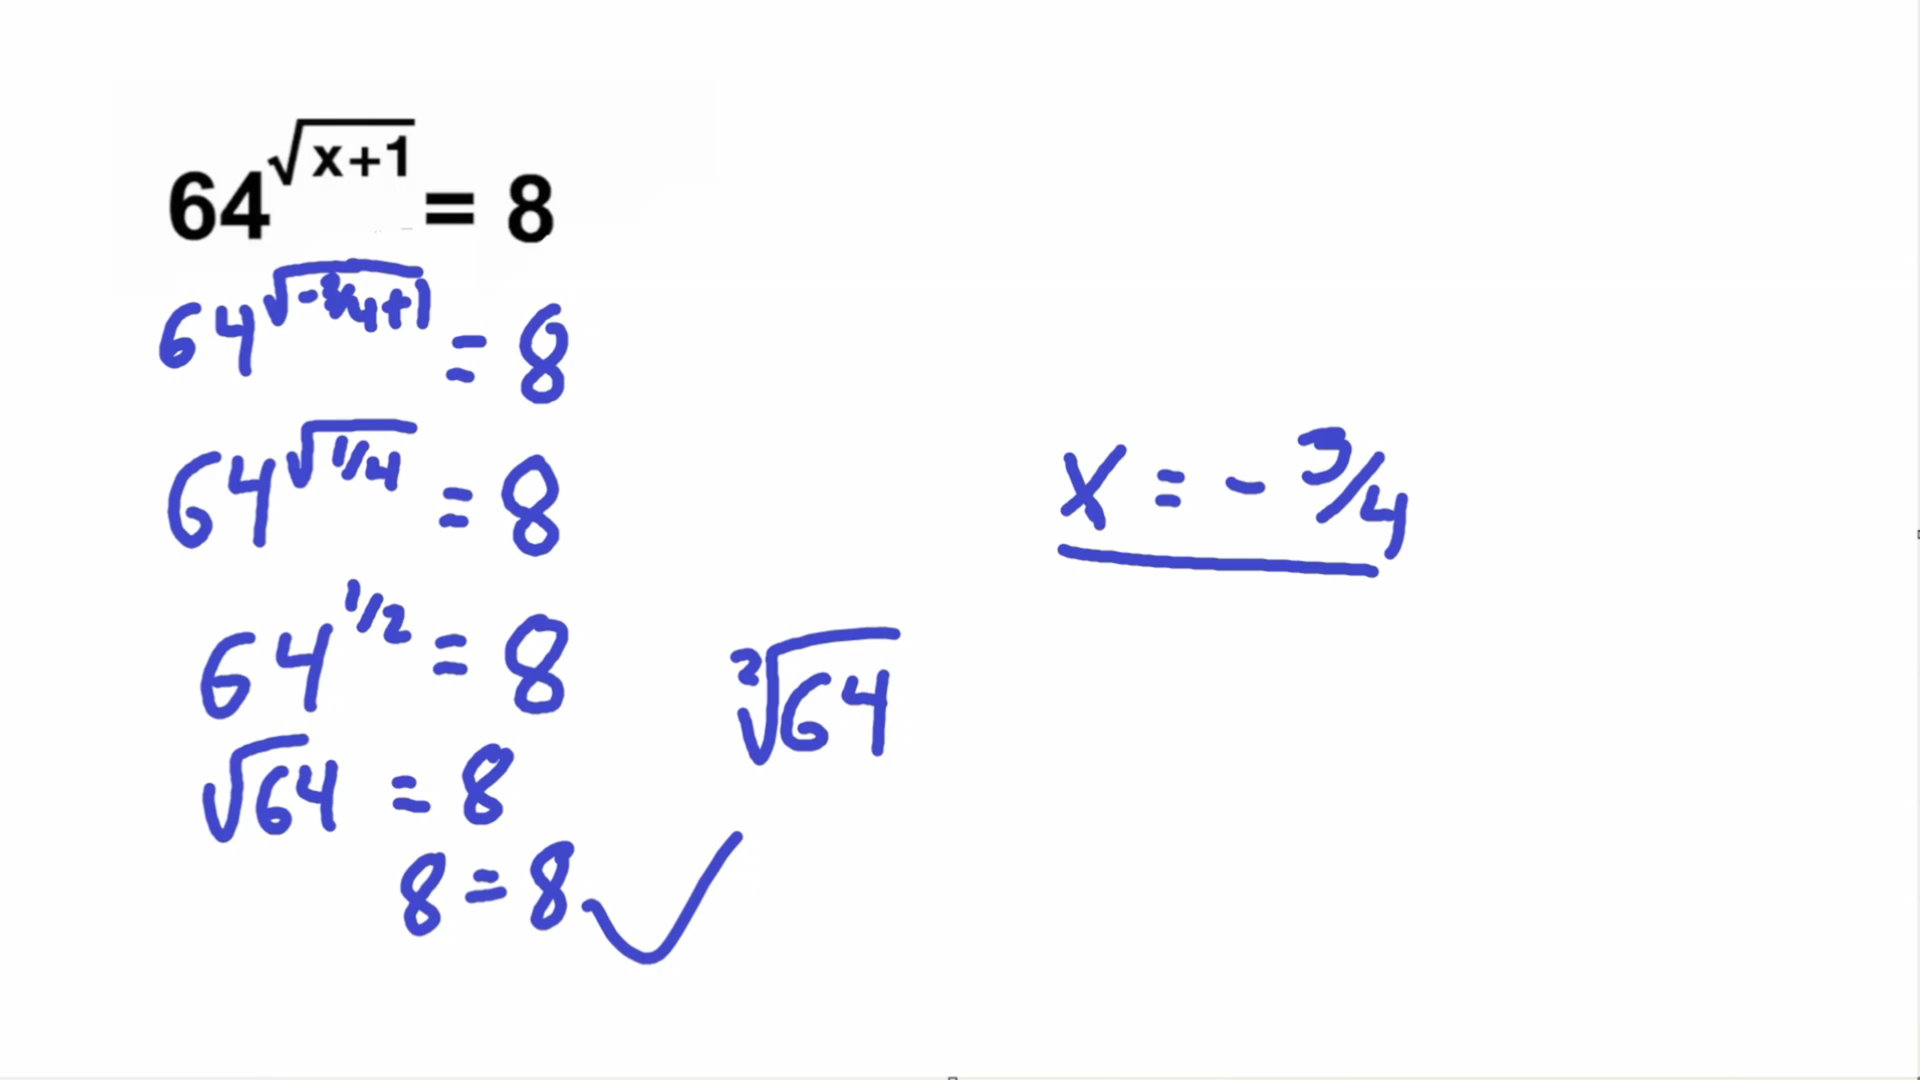 64^√(x+1) = 8
64^√(-3/4+1) = 8
64^√(1/4) = 8
64^1/2 = 8
√64 = 8
8 = 8 ✓
²√64
x = - 3/4